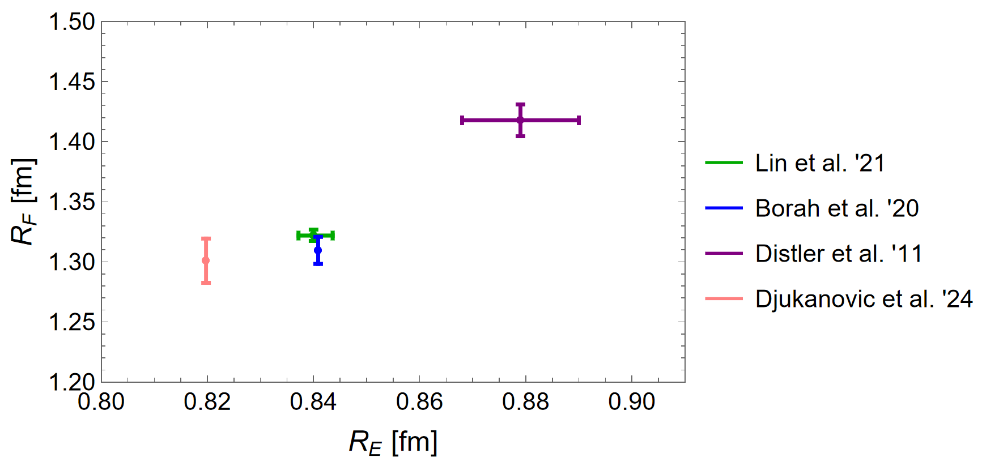 1.50
1.45
1.40
1.35
1.30
1.25
1.20
R_F [fm]
0.80 0.82 0.84 0.86 0.88 0.90
R_E [fm]
Lin et al. '21
Borah et al. '20
Distler et al. '11
Djukanovic et al. '24